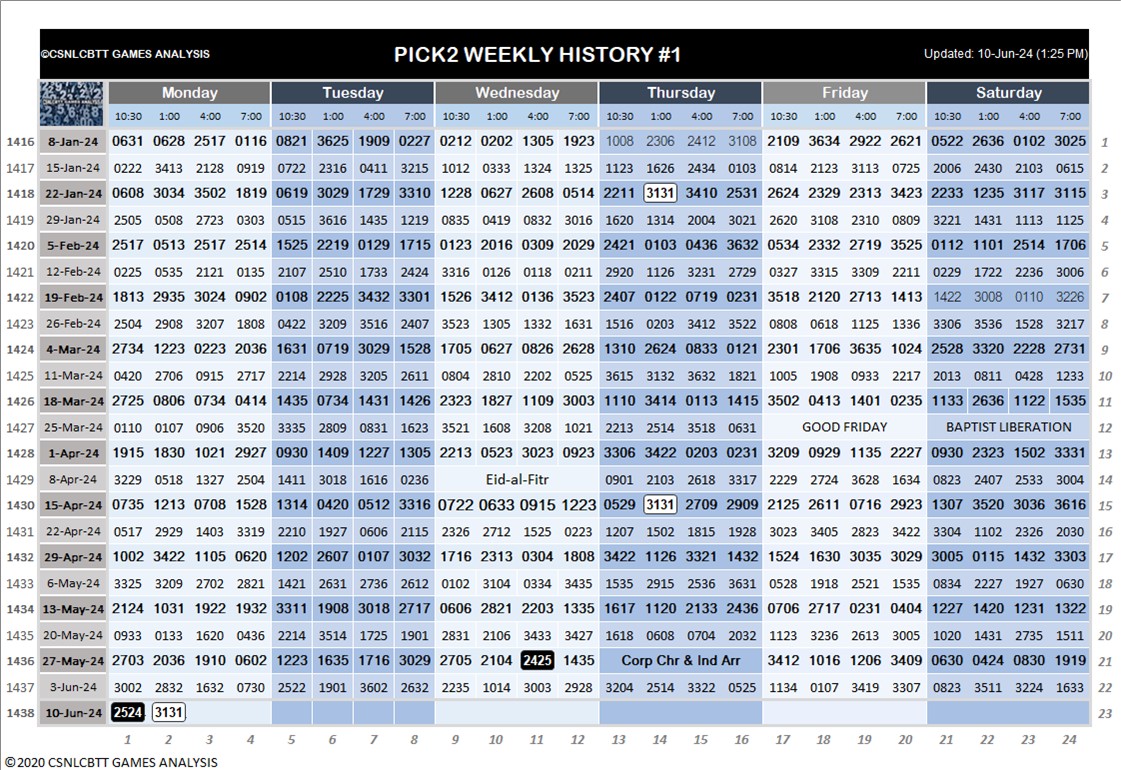 ©CSNLCBTT GAMES ANALYSIS PICK2 WEEKLY HISTORY #1 Updated: 10-Jun-24 (1:25 PM)
Monday Tuesday Wednesday Thursday Friday Saturday
10:30 1:00 4:00 7:00 10:30 1:00 4:00 7:00 10:30 1:00 4:00 7:00 10:30 1:00 4:00 7:00 10:30 1:00 4:00 7:00 10:30 1:00 4:00 7:00
1416 8-Jan-24 0631 0628 2517 0116 0821 3625 1909 0227 0212 0202 1305 1923 1008 2306 2412 3108 2109 3634 2922 2621 0522 2636 0102 3025 1
1417 15-Jan-24 0222 3413 2128 0919 0722 2316 0411 3215 1012 0333 1324 1325 1123 1626 2434 0103 0814 2123 3113 0725 2006 2430 2103 0615 2
1418 22-Jan-24 0608 3034 3502 1819 0619 3029 1729 3310 1228 0627 2608 0514 2211 3131 3410 2531 2624 2329 2313 3423 2233 1235 3117 3115 3
1419 29-Jan-24 2505 0508 2723 0303 0515 3616 1435 1219 0835 0419 0832 3016 1620 1314 2004 3021 2620 3108 2310 0809 3221 1431 1113 1125 4
1420 5-Feb-24 2517 0513 2517 2514 1525 2219 0129 1715 0123 2016 0309 2029 2421 0103 0436 3632 0534 2332 2719 3525 0112 1101 2514 1706 5
1421 12-Feb-24 0225 0535 2121 0135 2107 2510 1733 2424 3316 0126 0118 0211 2920 1126 3231 2729 0327 3315 3309 2211 0229 1722 2236 3006 6
1422 19-Feb-24 1813 2935 3024 0902 0108 2225 3432 3301 1526 3412 0136 3523 2407 0122 0719 0231 3518 2120 2713 1413 1422 3008 0110 3226 7
1423 26-Feb-24 2504 2908 3207 1808 0422 3209 3516 2407 3523 1305 1332 1631 1516 0203 3412 3522 0808 0618 1125 1336 3306 3536 1528 3217 8
1424 4-Mar-24 2734 1223 0223 2036 1631 0719 3029 1528 1705 0627 0826 2628 1310 2624 0833 0121 2301 1706 3635 1024 2528 3320 2228 2731 9
1425 11-Mar-24 0420 2706 0915 2717 2214 2928 3205 2611 0804 2810 2202 0525 3615 3132 3632 1821 1005 1908 0933 2217 2013 0811 0428 1233 10
1426 18-Mar-24 2725 0806 0734 0414 1435 0734 1431 1426 2323 1827 1109 3003 1110 3414 0113 1415 3502 0413 1401 0235 1133 2636 1122 1535 11
1427 25-Mar-24 0110 0107 0906 3520 3335 2809 0831 1623 3521 1608 3208 1021 2213 2514 3518 0631 GOOD FRIDAY BAPTIST LIBERATION 12
1428 1-Apr-24 1915 1830 1021 2927 0930 1409 1227 1305 2213 0523 3023 0923 3306 3422 0203 0231 3209 0929 1135 2227 0930 2323 1502 3331 13
1429 8-Apr-24 3229 0518 1327 2504 1411 3018 1616 0236 Eid-al-Fitr 0901 2103 2618 3317 2229 2724 3628 1634 0823 2407 2533 3004 14
1430 15-Apr-24 0735 1213 0708 1528 1314 0420 0512 3316 0722 0633 0915 1223 0529 3131 2709 2909 2125 2611 0716 2923 1307 3520 3036 3616 15
1431 22-Apr-24 0517 2929 1403 3319 2210 1927 0606 2115 2326 2712 1525 0223 1207 1502 1815 1928 3023 3405 2823 3422 3304 1102 2326 2030 16
1432 29-Apr-24 1002 3422 1105 0620 1202 2607 0107 3032 1716 2313 0304 1808 3422 1126 3321 1432 1524 1630 3035 3029 3005 0115 1432 3303 17
1433 6-May-24 3325 3209 2702 2821 1421 2631 2736 2612 0102 3104 0334 3435 1535 2915 2536 3631 0528 1918 2521 1535 0834 2227 1927 0630 18
1434 13-May-24 2124 1031 1922 1932 3311 1908 3018 2717 0606 2821 2203 1335 1617 1120 2133 2436 0706 2717 0231 0404 1227 1420 1231 1322 19
1435 20-May-24 0933 0133 1620 0436 2214 3514 1725 1901 2831 2106 3433 3427 1618 0608 0704 2032 1123 3236 2613 3005 1020 1431 2735 1511 20
1436 27-May-24 2703 2036 1910 0602 1223 1635 1716 3029 2705 2104 2425 1435 Corp Chr & Ind Arr 3412 1016 1206 3409 0630 0424 0830 1919 21
1437 3-Jun-24 3002 2832 1632 0730 2522 1901 3602 2632 2235 1014 3003 2928 3204 2514 3322 0525 1134 0107 3419 3307 0823 3511 3224 1633 22
1438 10-Jun-24 2524 3131 23
1 2 3 4 5 6 7 8 9 10 11 12 13 14 15 16 17 18 19 20 21 22 23 24
©2020 CSNLCBTT GAMES ANALYSIS